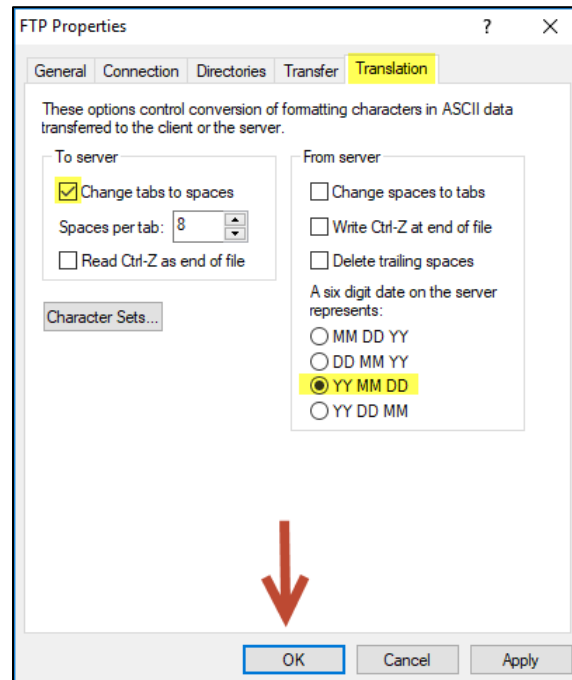 FTP Properties
?
General Connection Directories Transfer Translation
These options control conversion of formatting characters in ASCII data
transferred to the client or the server.
To server
Change tabs to spaces
Spaces per tab: 8
Read Ctrl-Z as end of file
Character Sets...
From server
Change spaces to tabs
Write Ctrl-Z at end of file
Delete trailing spaces
A six digit date on the server
represents:
MM DD YY
DD MM YY
YY MM DD
YY DD MM
OK Cancel Apply